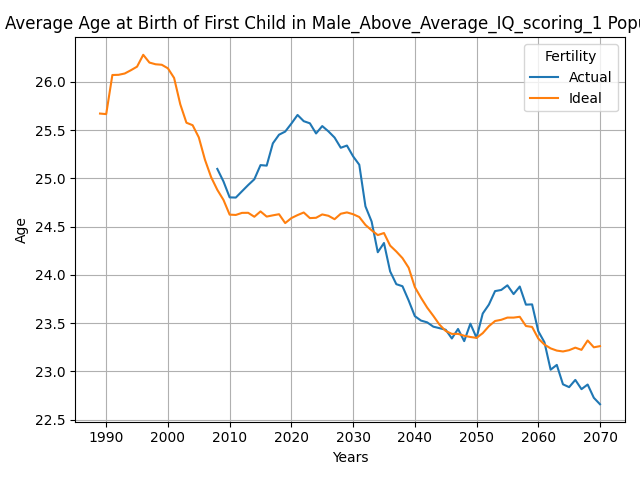 Average Age at Birth of First Child in Male_Above_Average_IQ_scoring_1
Fertility
Actual
Ideal
26.0
25.5
25.0
24.5
24.0
23.5
23.0
22.5
Age
1990 2000 2010 2020 2030 2040 2050 2060 2070
Years